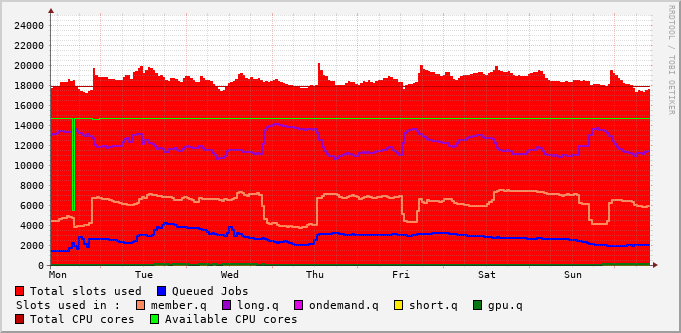 24000
22000
20000
18000
16000
14000
12000
10000
8000
6000
4000
2000
0
Mon Tue Wed Thu Fri Sat Sun
Total slots used Queued Jobs
Slots used in : member.q long.q ondemand.q short.q gpu.q
Total CPU cores Available CPU cores
RRDTOOL / TOBI OETIKER